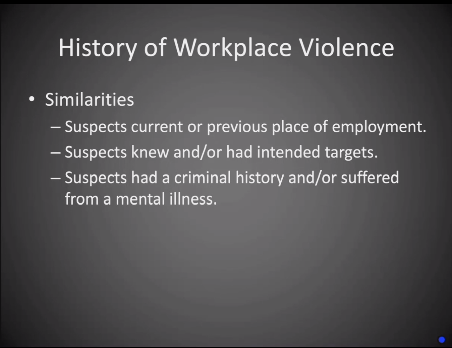 History of Workplace Violence
• Similarities
– Suspects current or previous place of employment.
– Suspects knew and/or had intended targets.
– Suspects had a criminal history and/or suffered
from a mental illness.